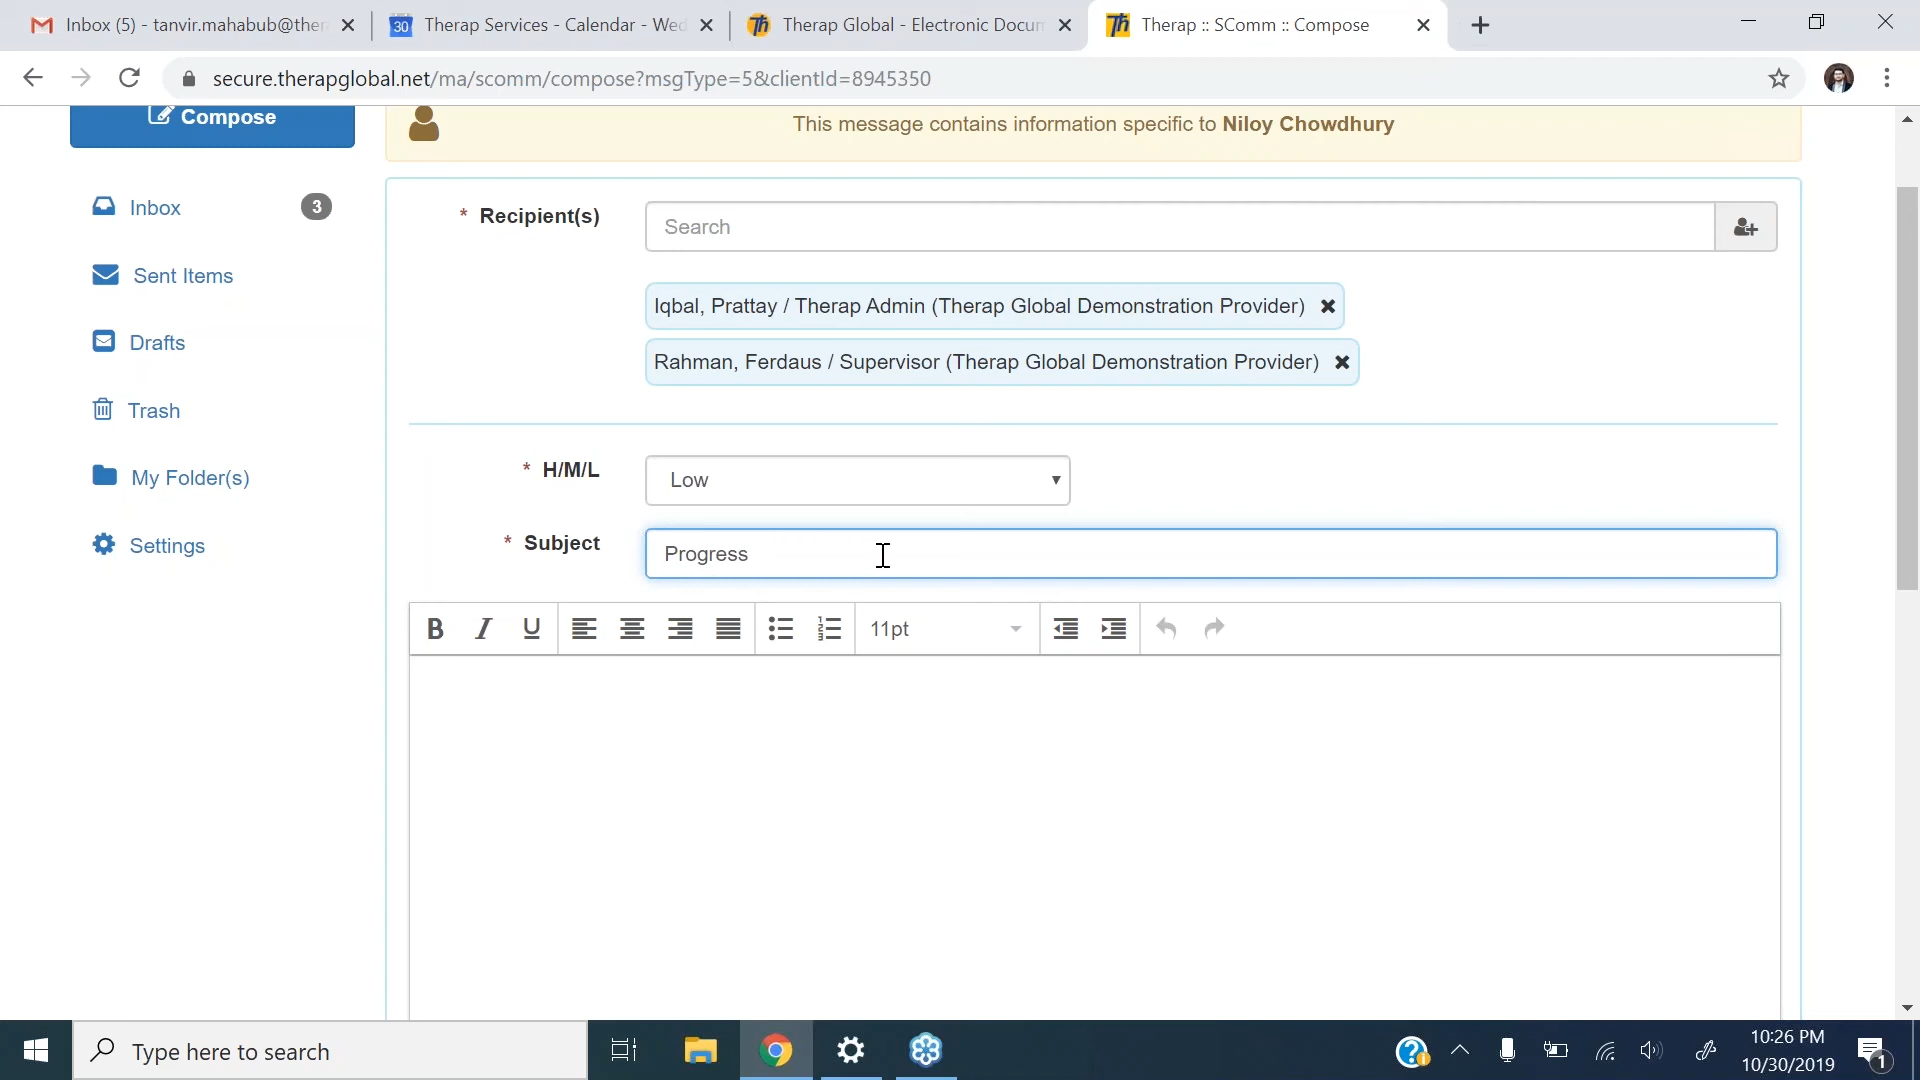 Inbox (5) - tanvir.mahabub@ther
Therap Services - Calendar - Wed
Therap Global - Electronic Docum
Therap :: SComm :: Compose
secure.therapglobal.net/ma/scomm/compose?msgType=5&clientId=8945350
Compose
This message contains information specific to Niloy Chowdhury
Inbox 3
Sent Items
Drafts
Trash
My Folder(s)
Settings
* Recipient(s)
Search
Iqbal, Prattay / Therap Admin (Therap Global Demonstration Provider)
Rahman, Ferdaus / Supervisor (Therap Global Demonstration Provider)
* H/M/L
Low
* Subject
Progress
B I U
11pt
Type here to search
10:26 PM
10/30/2019
1